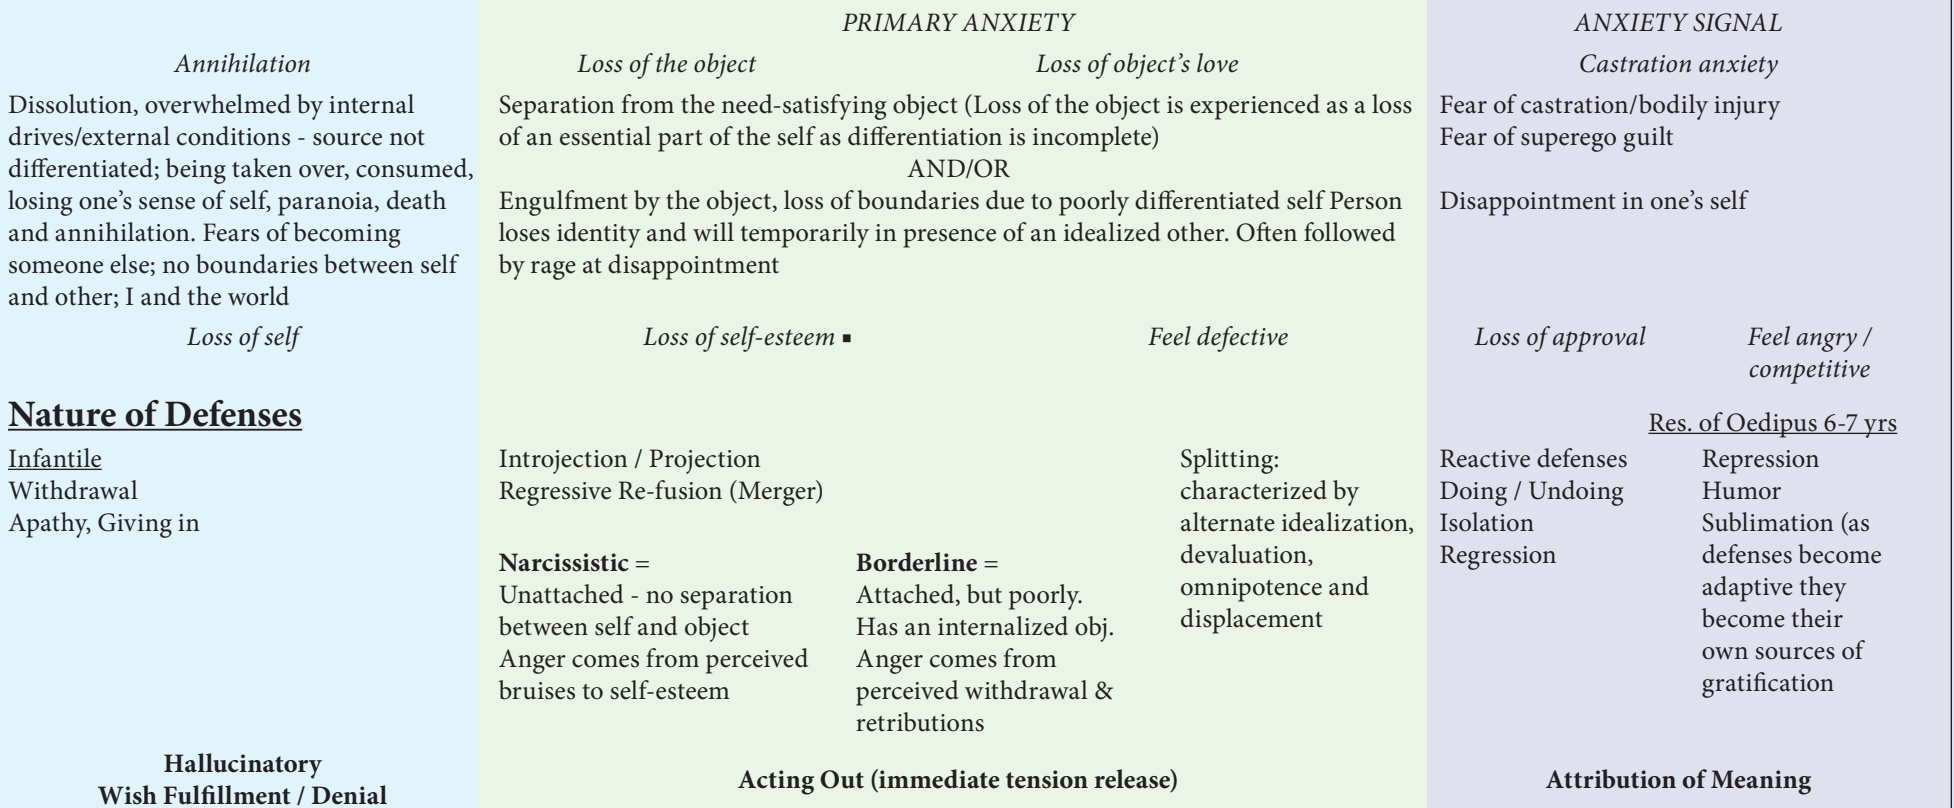 PRIMARY ANXIETY
ANXIETY SIGNAL
Annihilation
Loss of the object
Loss of object’s love
Castration anxiety
Dissolution, overwhelmed by internal
drives/external conditions - source not
differentiated; being taken over, consumed,
losing one’s sense of self, paranoia, death
and annihilation. Fears of becoming
someone else; no boundaries between self
and other; I and the world
Separation from the need-satisfying object (Loss of the object is experienced as a loss
of an essential part of the self as differentiation is incomplete)
AND/OR
Engulfment by the object, loss of boundaries due to poorly differentiated self Person
loses identity and will temporarily in presence of an idealized other. Often followed
by rage at disappointment
Fear of castration/bodily injury
Fear of superego guilt
Disappointment in one’s self
Loss of self
Loss of self-esteem ▪
Feel defective
Loss of approval
Feel angry /
competitive
Nature of Defenses
Infantile
Withdrawal
Apathy, Giving in
Introjection / Projection
Regressive Re-fusion (Merger)
Narcissistic =
Unattached - no separation
between self and object
Anger comes from perceived
bruises to self-esteem
Borderline =
Attached, but poorly.
Has an internalized obj.
Anger comes from
perceived withdrawal &
retributions
Splitting:
characterized by
alternate idealization,
devaluation,
omnipotence and
displacement
Res. of Oedipus 6-7 yrs
Reactive defenses
Doing / Undoing
Isolation
Regression
Repression
Humor
Sublimation (as
defenses become
adaptive they
become their
own sources of
gratification
Hallucinatory
Wish Fulfillment / Denial
Acting Out (immediate tension release)
Attribution of Meaning